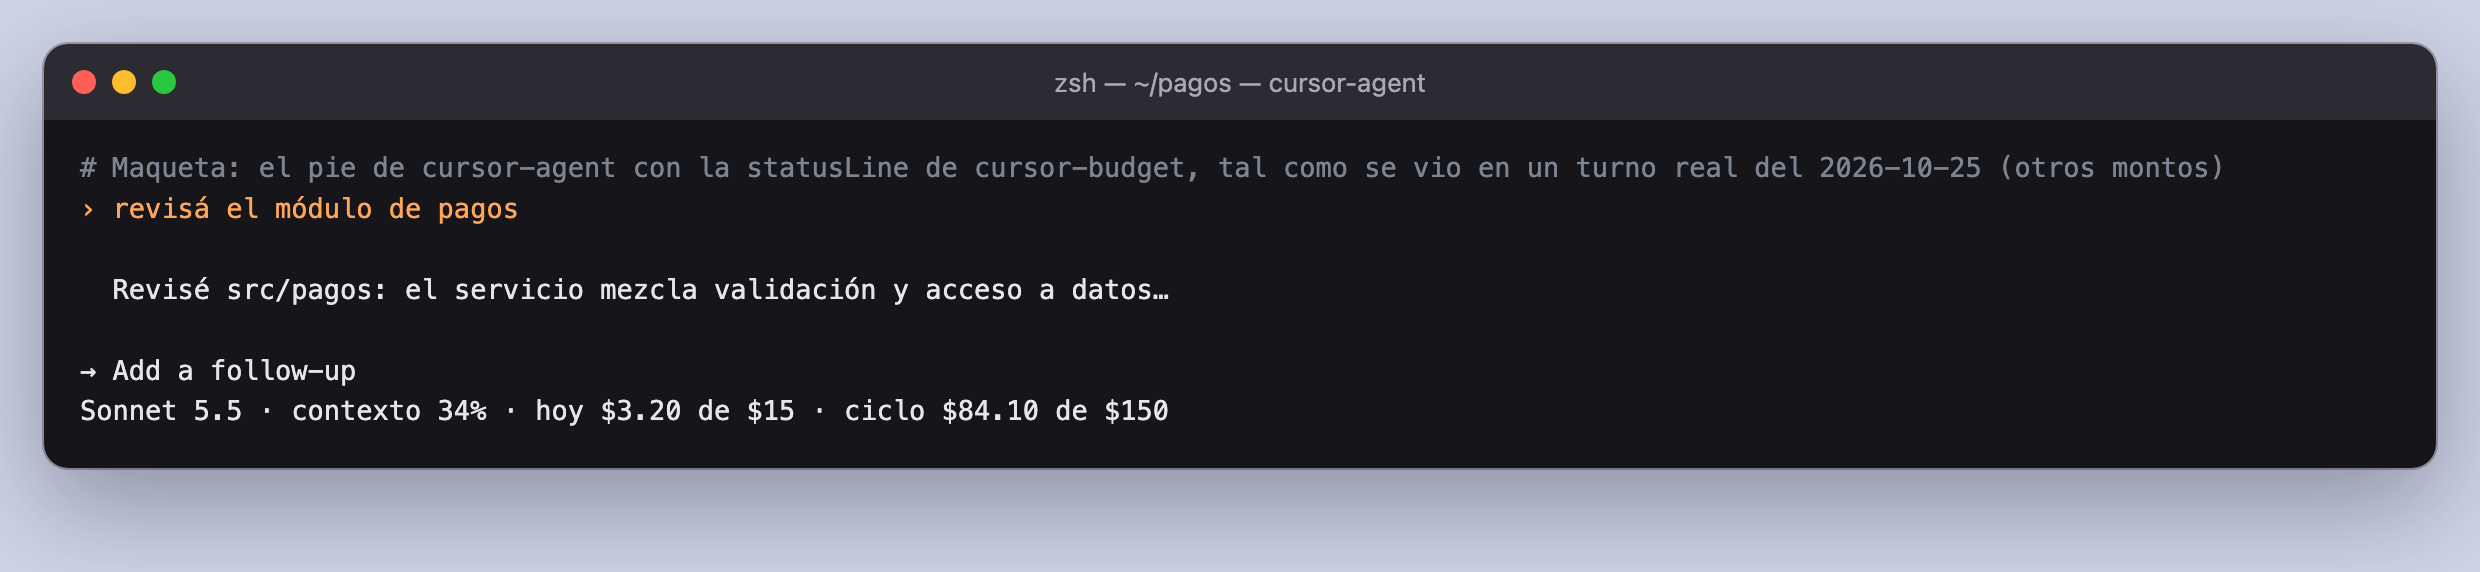 zsh — ~/pagos — cursor-agent
# Maqueta: el pie de cursor-agent con la statusLine de cursor-budget, tal como se vio en un turno real del 2026-10-25 (otros montos)
› revisá el módulo de pagos
Revisé src/pagos: el servicio mezcla validación y acceso a datos…
→ Add a follow-up
Sonnet 5.5 · contexto 34% · hoy $3.20 de $15 · ciclo $84.10 de $150